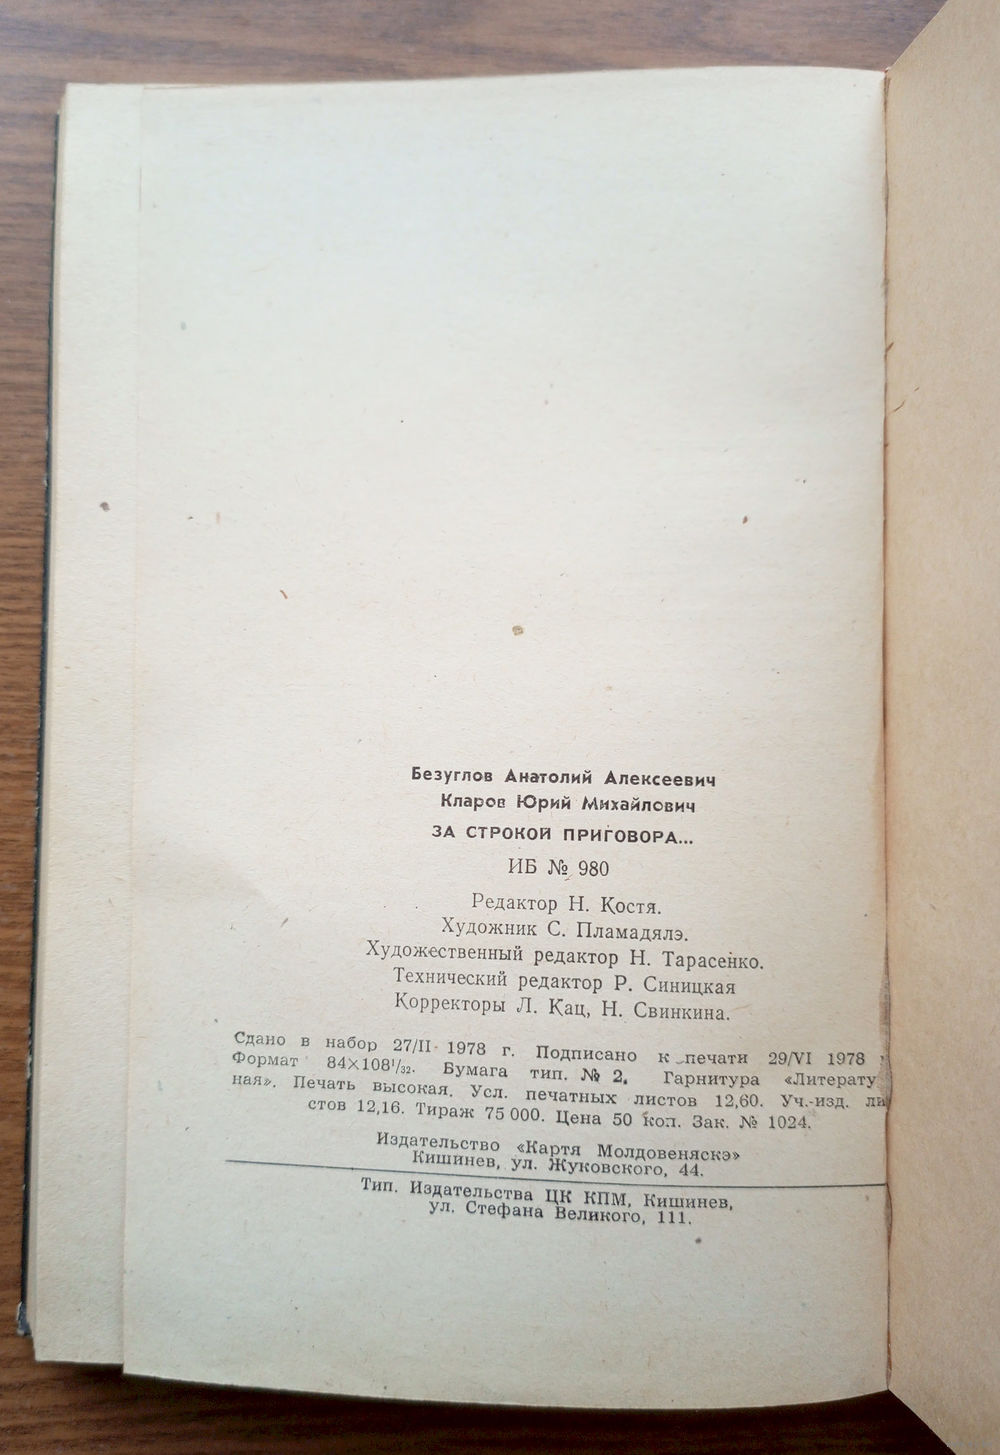 Безуглов Анатолий Алексеевич
Кларов Юрий Михайлович
ЗА СТРОКОЙ ПРИГОВОРА...
ИБ № 980
Редактор Н. Костя.
Художник С. Пламадялэ.
Художественный редактор Н. Тарасенко.
Технический редактор Р. Синицкая
Корректоры Л. Кац, Н. Свинкина.
Сдано в набор 27/II 1978 г. Подписано к печати 29/VI 1978
Формат 84×108¹/₃₂. Бумага тип. № 2. Гарнитура «Литерату
ная». Печать высокая. Усл. печатных листов 12,60. Уч.-изд. ли
стов 12,16. Тираж 75 000. Цена 50 коп. Зак. № 1024.
Издательство «Картя Молдовеняскэ»
Кишинев, ул. Жуковского, 44.
Тип. Издательства ЦК КПМ, Кишинев,
ул. Стефана Великого, 111.